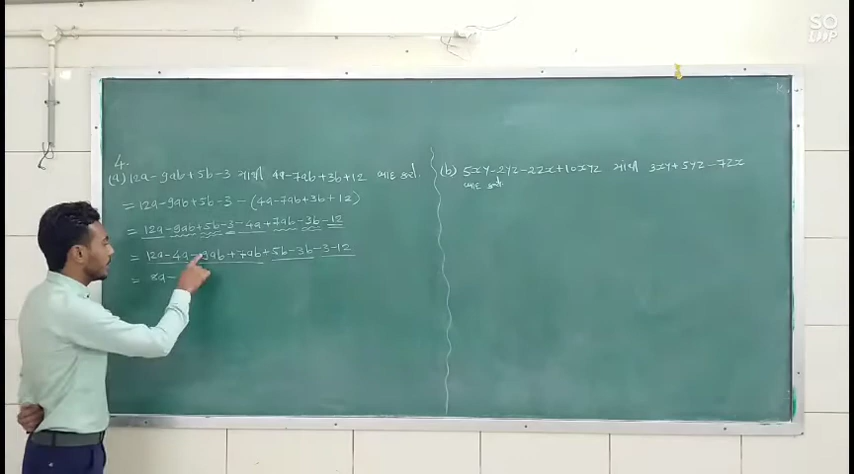 SO
LOOP
K.
4.
(a) 12a-9ab+5b-3 માંથી 4a-7ab+3b+12 બાદ કરો.
= 12a-9ab+5b-3 - (4a-7ab+3b+12)
= 12a-9ab+5b-3-4a+7ab-3b-12
= 12a-4a-9ab+7ab+5b-3b-3-12
= 8a-
(b) 5xy-2yz-2zx+10xyz માંથી 3xy+5yz-7zx
બાદ કરો.